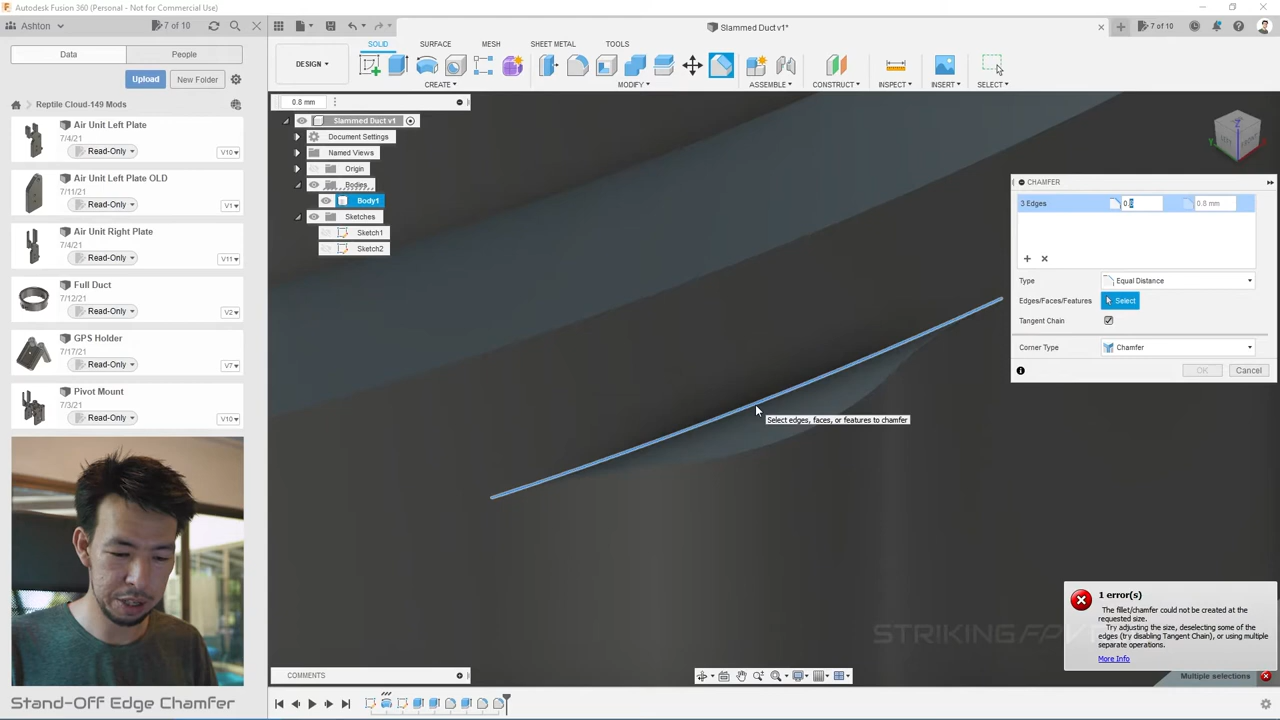 Autodesk Fusion 360 (Personal - Not for Commercial Use)
Ashton
7 of 10
Slammed Duct v1*
7 of 10
Data
People
SOLID
SURFACE
MESH
SHEET METAL
TOOLS
Upload
New Folder
DESIGN
CREATE
MODIFY
ASSEMBLE
CONSTRUCT
INSPECT
INSERT
SELECT
Reptile Cloud-149 Mods
Air Unit Left Plate
7/4/21
Read-Only
V10
Air Unit Left Plate OLD
7/11/21
Read-Only
V1
Air Unit Right Plate
7/3/21
Read-Only
V11
Full Duct
7/12/21
Read-Only
V2
GPS Holder
7/17/21
Read-Only
V7
Pivot Mount
7/3/21
Read-Only
V10
0.8 mm
Slammed Duct v1
Document Settings
Named Views
Origin
Bodies
Body1
Sketches
Sketch1
Sketch2
CHAMFER
3 Edges
0.8
0.8 mm
Type
Equal Distance
Edges/Faces/Features
Select
Tangent Chain
Corner Type
Chamfer
OK
Cancel
Select edges, faces, or features to chamfer
1 error(s)
The fillet/chamfer could not be created at the
requested size.
Try adjusting the size, deselecting some of the
edges (try disabling Tangent Chain), or using multiple
separate operations.
More Info
STRIKINGFPV
Multiple selections
COMMENTS
Stand-Off Edge Chamfer